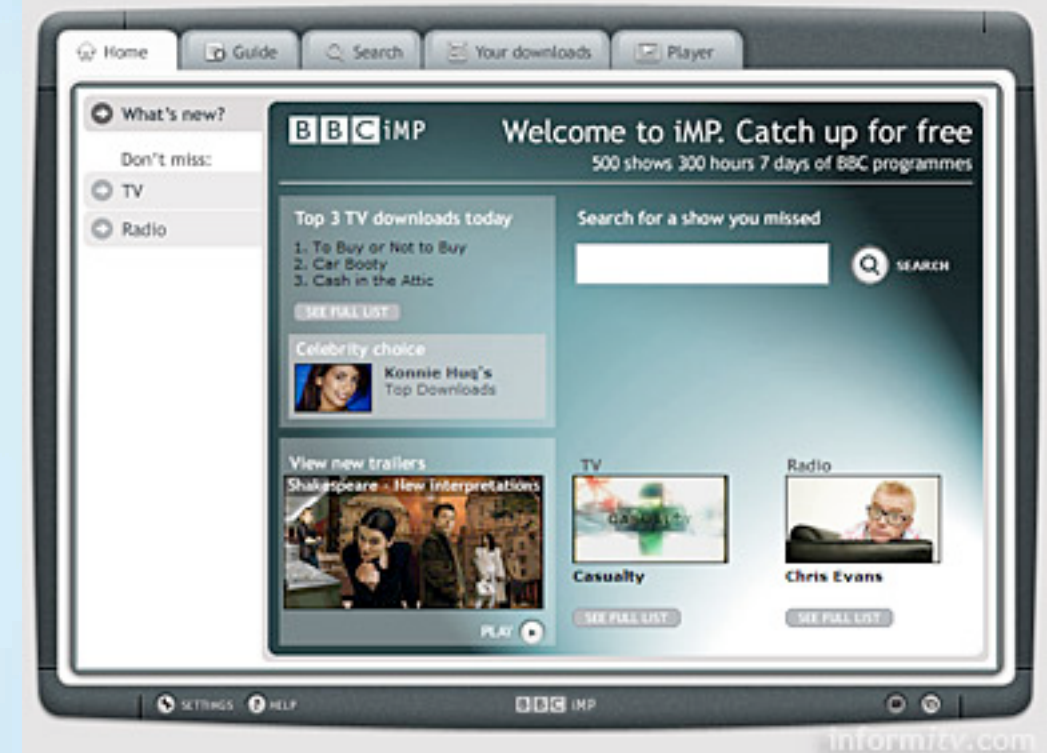 Home
Guide
Search
Your downloads
Player
What's new?
Don't miss:
TV
Radio
BBC iMP
Welcome to iMP. Catch up for free
500 shows 300 hours 7 days of BBC programmes
Top 3 TV downloads today
1. To Buy or Not to Buy
2. Car Booty
3. Cash in the Attic
SEE FULL LIST
Celebrity choice
Konnie Huq's
Top Downloads
Search for a show you missed
SEARCH
View new trailers
Shakespeare - New interpretations
PLAY
TV
CASUALTY
Casualty
SEE FULL LIST
Radio
Chris Evans
SEE FULL LIST
SETTINGS
HELP
BBC iMP
informitv.com